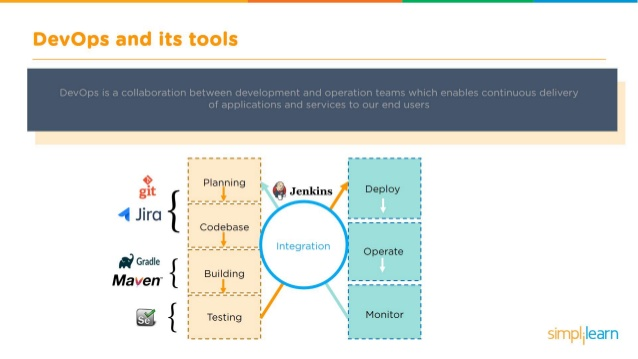 DevOps and its tools
DevOps is a collaboration between development and operation teams which enables continuous delivery
of applications and services to our end users
git
Jira
Planning
Codebase
Gradle
Maven
Building
Se
Testing
Jenkins
Integration
Deploy
Operate
Monitor
simplilearn